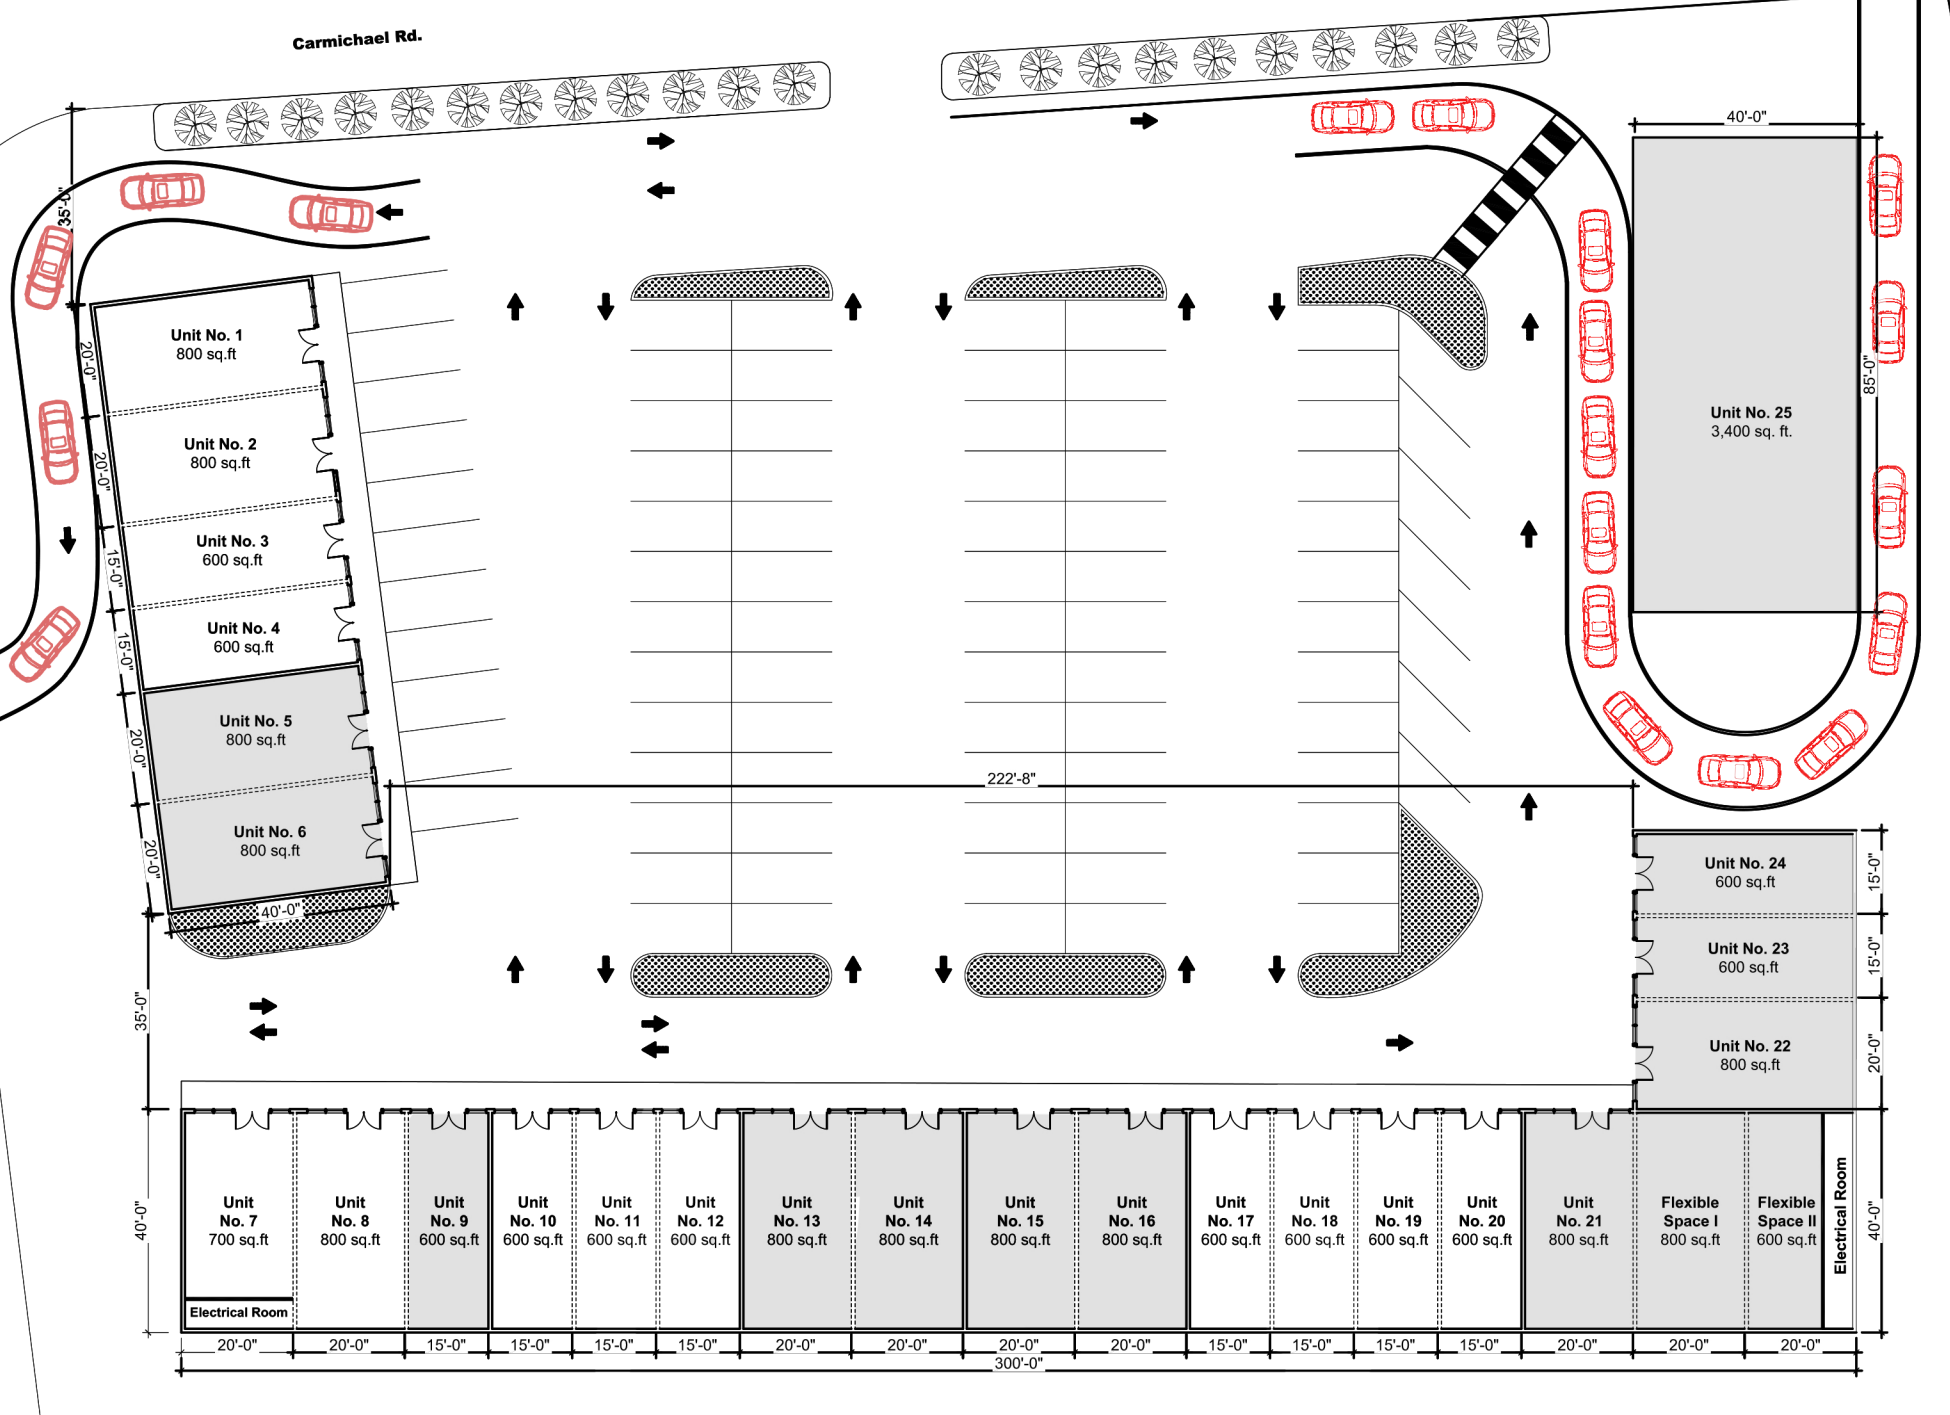 Carmichael Rd.
40'-0"
35'-0"
85'-0"
Unit No. 1
800 sq.ft
20'-0"
Unit No. 2
800 sq.ft
20'-0"
Unit No. 3
600 sq.ft
15'-0"
Unit No. 4
600 sq.ft
15'-0"
Unit No. 5
800 sq.ft
20'-0"
Unit No. 6
800 sq.ft
20'-0"
40'-0"
Unit No. 25
3,400 sq. ft.
222'-8"
Unit No. 24
600 sq.ft
15'-0"
Unit No. 23
600 sq.ft
15'-0"
Unit No. 22
800 sq.ft
20'-0"
35'-0"
40'-0"
Unit
No. 7
700 sq.ft
Electrical Room
Unit
No. 8
800 sq.ft
Unit
No. 9
600 sq.ft
Unit
No. 10
600 sq.ft
Unit
No. 11
600 sq.ft
Unit
No. 12
600 sq.ft
Unit
No. 13
800 sq.ft
Unit
No. 14
800 sq.ft
Unit
No. 15
800 sq.ft
Unit
No. 16
800 sq.ft
Unit
No. 17
600 sq.ft
Unit
No. 18
600 sq.ft
Unit
No. 19
600 sq.ft
Unit
No. 20
600 sq.ft
Unit
No. 21
800 sq.ft
Flexible
Space I
800 sq.ft
Flexible
Space II
600 sq.ft
Electrical Room
40'-0"
20'-0" 20'-0" 15'-0" 15'-0" 15'-0" 15'-0" 20'-0" 20'-0" 20'-0" 20'-0" 15'-0" 15'-0" 15'-0" 15'-0" 20'-0" 20'-0" 20'-0"
300'-0"